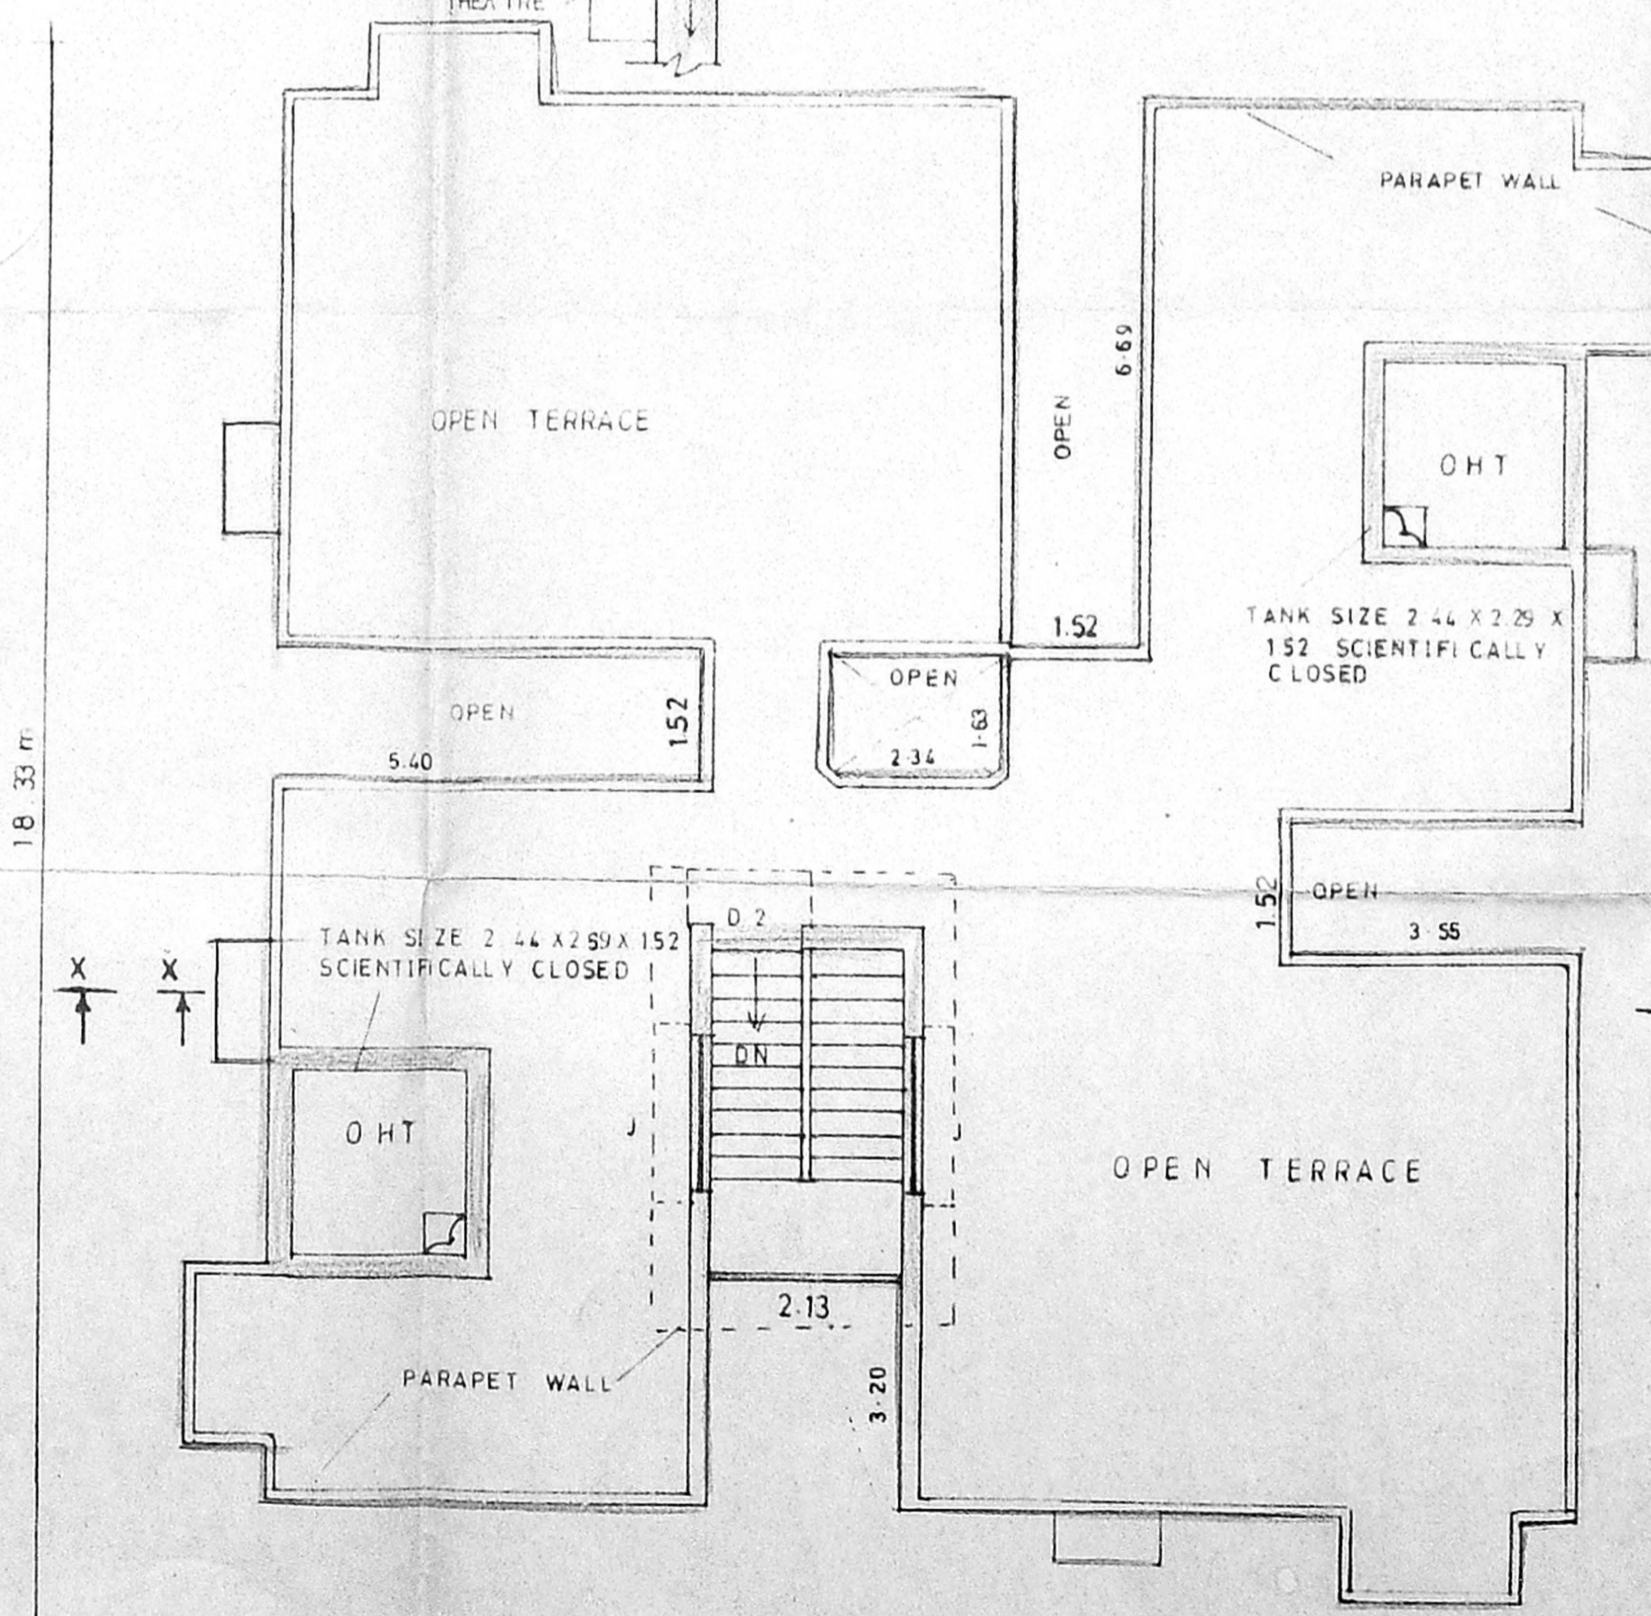 THEATRE
PARAPET WALL
6·69
OPEN TERRACE
OPEN
OHT
TANK SIZE 2.44 X 2.29 X
1.52 SCIENTIFICALLY
CLOSED
1.52
OPEN
1·63
2·34
OPEN
1.52
5.40
18.33 m
OPEN
1.52
3.55
D 2
TANK SIZE 2.44 X 2.69 X 1.52
SCIENTIFICALLY CLOSED
X
X
DN
OHT
J
J
OPEN TERRACE
2.13
PARAPET WALL
3·20